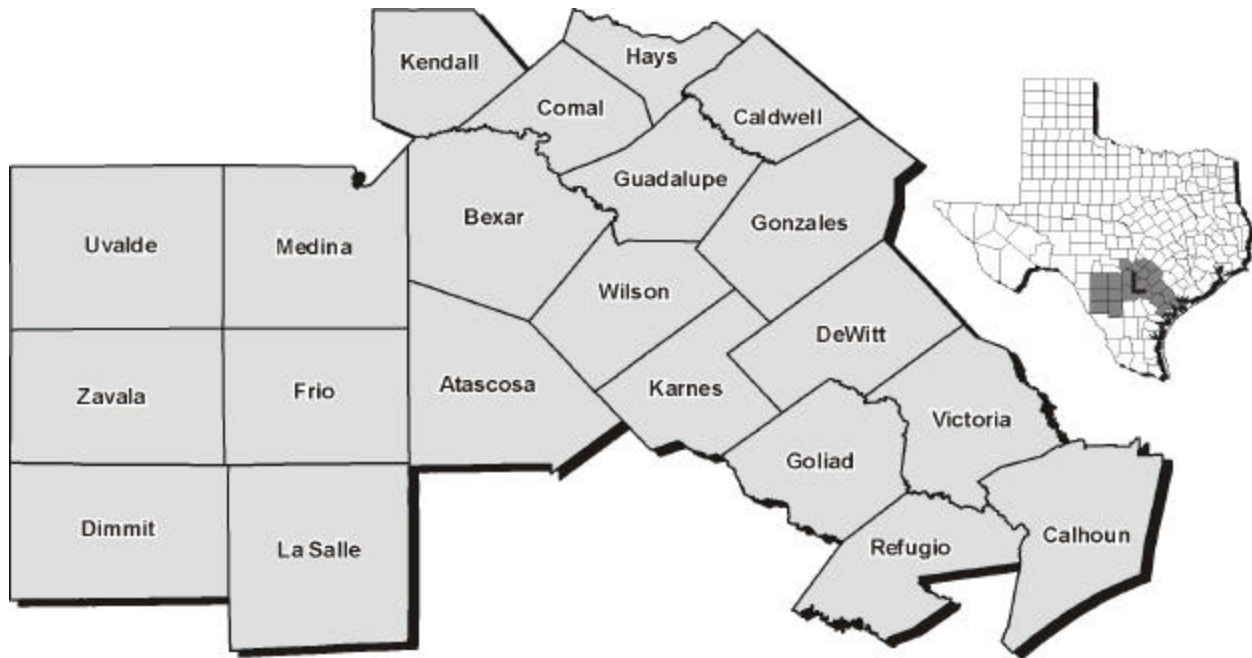 Kendall
Hays
Comal
Caldwell
Guadalupe
Bexar
Gonzales
Uvalde
Medina
Wilson
DeWitt
Zavala
Frio
Atascosa
Karnes
Victoria
Goliad
Dimmit
La Salle
Refugio
Calhoun